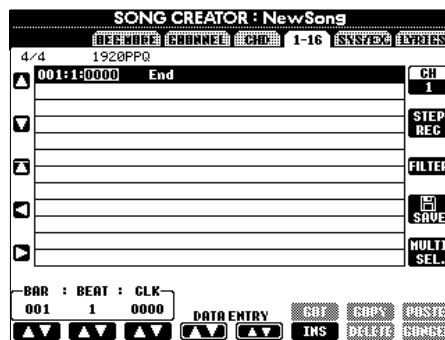 SONG CREATOR : NewSong
REC MODE CHANNEL CHD 1-16 SYS/EX. LYRICS
4/4 1920PPQ
001:1:0000 End
CH
1
STEP
REC
FILTER
SAVE
MULTI
SEL.
BAR : BEAT : CLK
001 1 0000
DATA ENTRY
CUT COPY PASTE
INS DELETE CANCEL